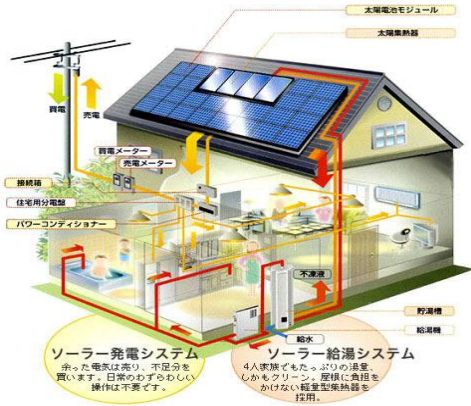 太陽電池モジュール
太陽集熱器
買電
売電
買電メーター
売電メーター
接続箱
住宅用分電盤
パワーコンディショナー
不凍液
貯湯槽
給湯機
給水
ソーラー発電システム
余った電気は売り、不足分を
買います。日常のわずらわしい
操作は不要です。
ソーラー給湯システム
4人家族でもたっぷりの湯量、
しかもクリーン。屋根に負担を
かけない軽量型集熱器を
採用。